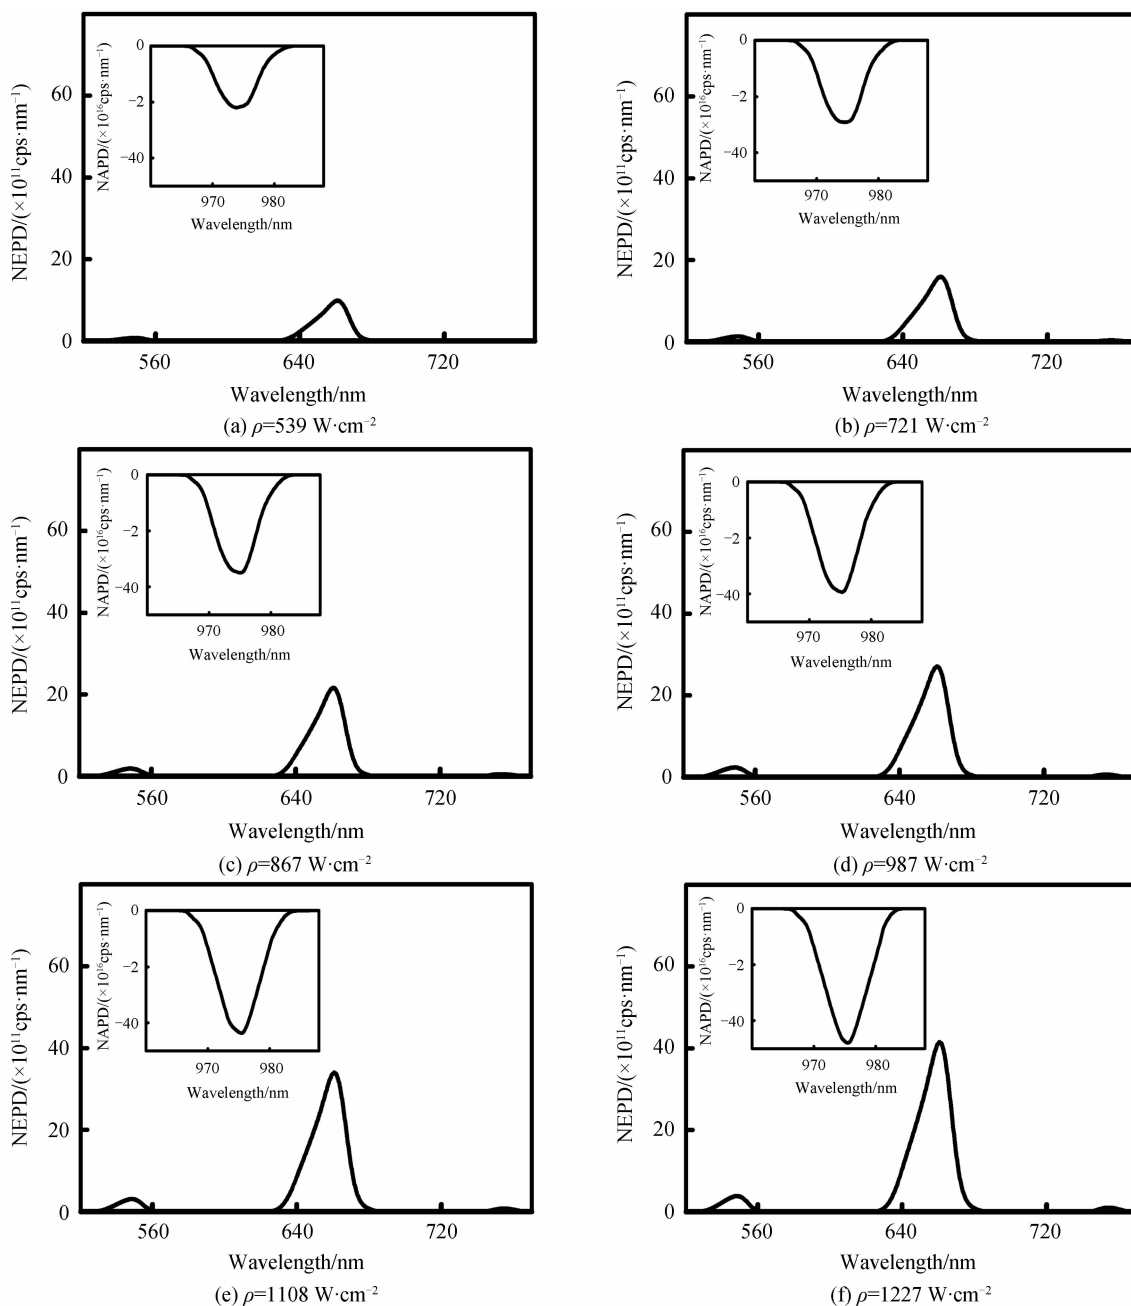 NEPD/(×10¹¹cps·nm⁻¹)
60
40
20
0
560
640
720
Wavelength/nm
NAPD/(×10¹⁶cps·nm⁻¹)
0
−2
−40
970
980
Wavelength/nm
(a) ρ=539 W·cm⁻²
NEPD/(×10¹¹cps·nm⁻¹)
60
40
20
0
560
640
720
Wavelength/nm
NAPD/(×10¹⁶cps·nm⁻¹)
0
−2
−40
970
980
Wavelength/nm
(b) ρ=721 W·cm⁻²
NEPD/(×10¹¹cps·nm⁻¹)
60
40
20
0
560
640
720
Wavelength/nm
NAPD/(×10¹⁶cps·nm⁻¹)
0
−2
−40
970
980
Wavelength/nm
(c) ρ=867 W·cm⁻²
NEPD/(×10¹¹cps·nm⁻¹)
60
40
20
0
560
640
720
Wavelength/nm
NAPD/(×10¹⁶cps·nm⁻¹)
0
−2
−40
970
980
Wavelength/nm
(d) ρ=987 W·cm⁻²
NEPD/(×10¹¹cps·nm⁻¹)
60
40
20
0
560
640
720
Wavelength/nm
NAPD/(×10¹⁶cps·nm⁻¹)
0
−2
−40
970
980
Wavelength/nm
(e) ρ=1108 W·cm⁻²
NEPD/(×10¹¹cps·nm⁻¹)
60
40
20
0
560
640
720
Wavelength/nm
NAPD/(×10¹⁶cps·nm⁻¹)
0
−2
−40
970
980
Wavelength/nm
(f) ρ=1227 W·cm⁻²